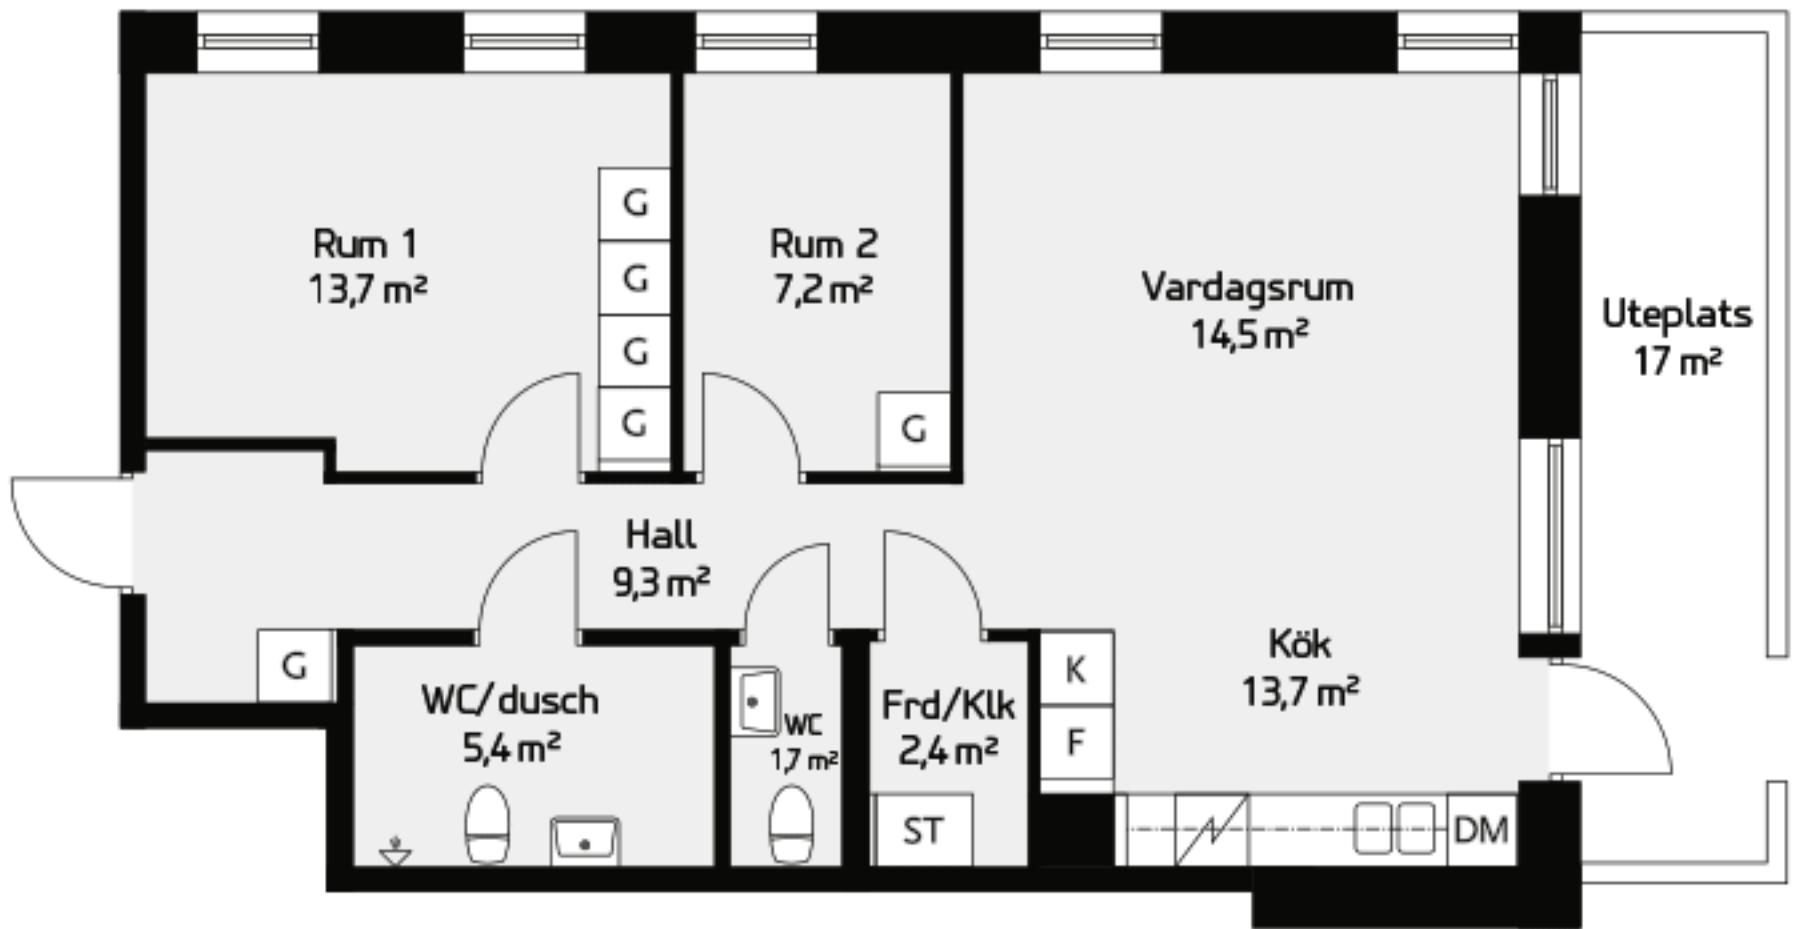 Rum 1
13,7 m²
G
G
G
G
Rum 2
7,2 m²
G
Vardagsrum
14,5 m²
Uteplats
17 m²
Hall
9,3 m²
G
WC/dusch
5,4 m²
WC
1,7 m²
Frd/Klk
2,4 m²
ST
K
F
Kök
13,7 m²
DM